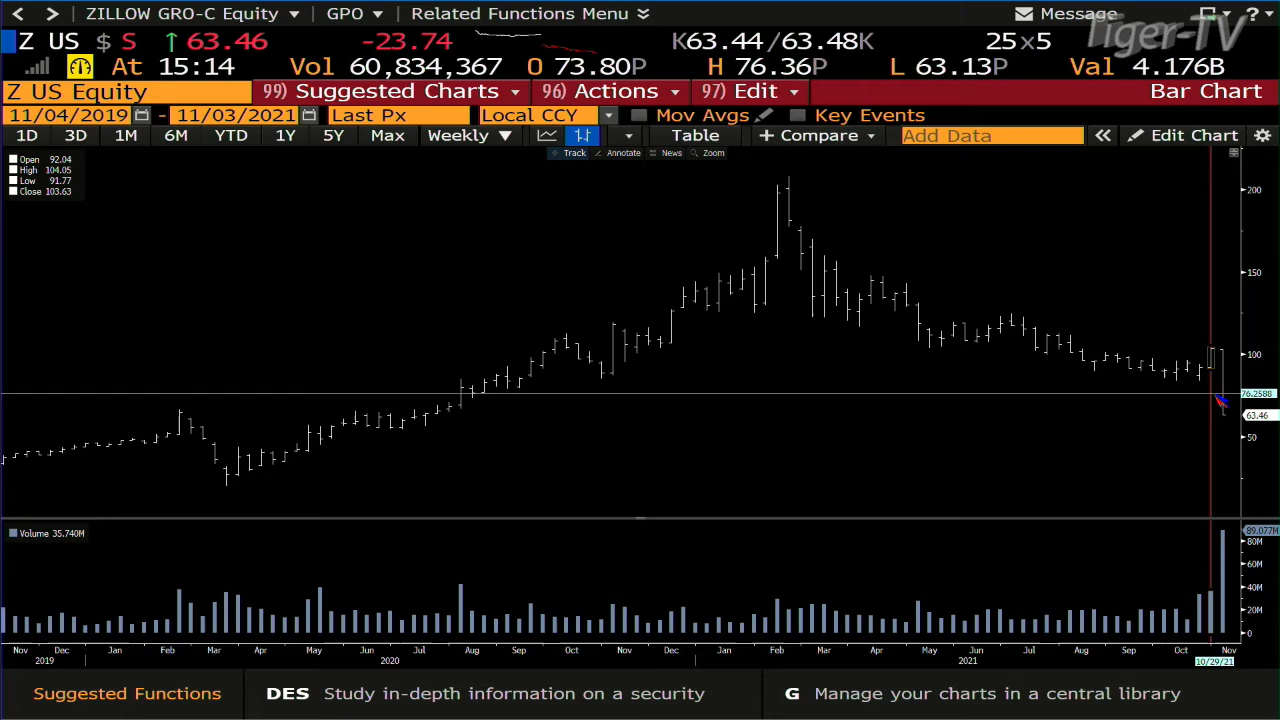 ZILLOW GRO-C Equity GPO Related Functions Menu Message ?
Tiger-TV
Z US $ S ↑ 63.46 -23.74 K63.44/63.48K 25×5
At 15:14 Vol 60,834,367 O 73.80P H 76.36P L 63.13P Val 4.176B
Z US Equity 99) Suggested Charts 96) Actions 97) Edit Bar Chart
11/04/2019 - 11/03/2021 Last Px Local CCY Mov Avgs Key Events
1D 3D 1M 6M YTD 1Y 5Y Max Weekly Table + Compare Add Data « Edit Chart
Track Annotate News Zoom
Open 92.04
High 104.05
Low 91.77
Close 103.63
200
150
100
76.2588
63.46
50
Volume 35.740M
89.077M
80M
60M
40M
20M
0
Nov Dec Jan Feb Mar Apr May Jun Jul Aug Sep Oct Nov Dec Jan Feb Mar Apr May Jun Jul Aug Sep Oct Nov
2019 2020 2021 10/29/21
Suggested Functions DES Study in-depth information on a security G Manage your charts in a central library